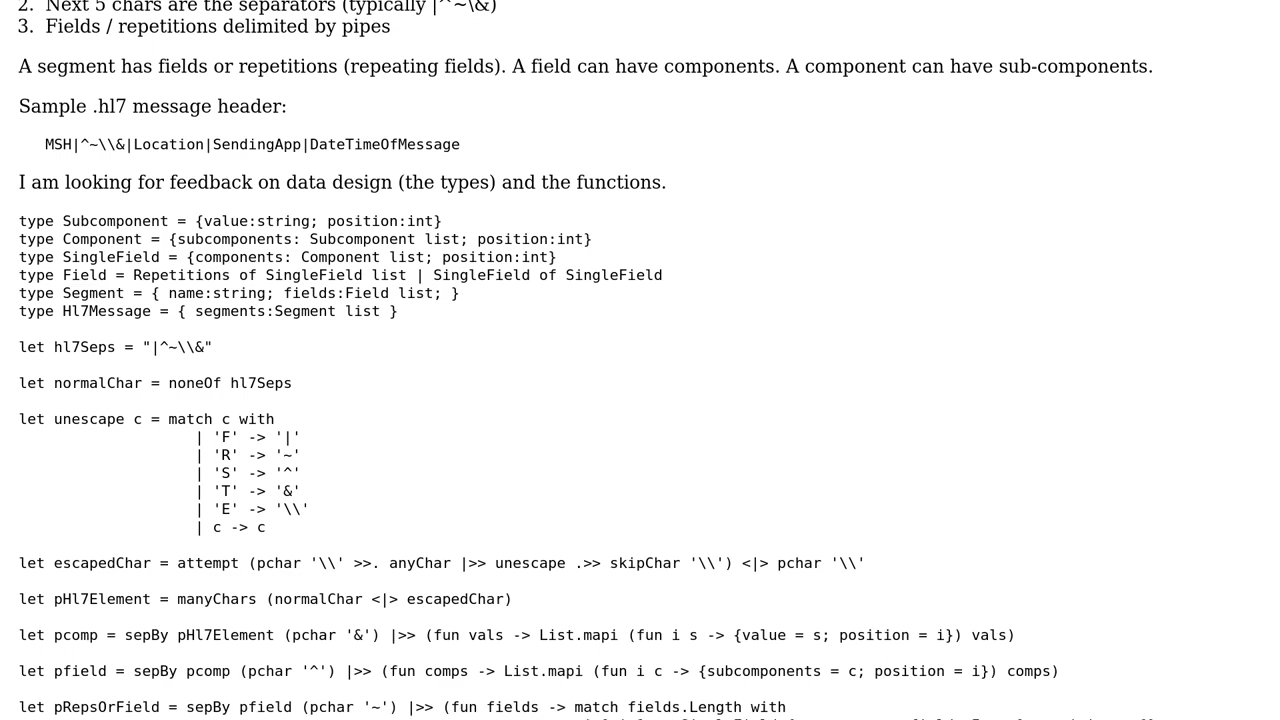 2. Next 5 chars are the separators (typically |^~\&)
3. Fields / repetitions delimited by pipes
A segment has fields or repetitions (repeating fields). A field can have components. A component can have sub-components.
Sample .hl7 message header:
MSH|^~\\&|Location|SendingApp|DateTimeOfMessage
I am looking for feedback on data design (the types) and the functions.
type Subcomponent = {value:string; position:int}
type Component = {subcomponents: Subcomponent list; position:int}
type SingleField = {components: Component list; position:int}
type Field = Repetitions of SingleField list | SingleField of SingleField
type Segment = { name:string; fields:Field list; }
type Hl7Message = { segments:Segment list }
let hl7Seps = "|^~\\&"
let normalChar = noneOf hl7Seps
let unescape c = match c with
| 'F' -> '|'
| 'R' -> '~'
| 'S' -> '^'
| 'T' -> '&'
| 'E' -> '\\'
| c -> c
let escapedChar = attempt (pchar '\\' >>. anyChar |>> unescape .>> skipChar '\\') <|> pchar '\\'
let pHl7Element = manyChars (normalChar <|> escapedChar)
let pcomp = sepBy pHl7Element (pchar '&') |>> (fun vals -> List.mapi (fun i s -> {value = s; position = i}) vals)
let pfield = sepBy pcomp (pchar '^') |>> (fun comps -> List.mapi (fun i c -> {subcomponents = c; position = i}) comps)
let pRepsOrField = sepBy pfield (pchar '~') |>> (fun fields -> match fields.Length with